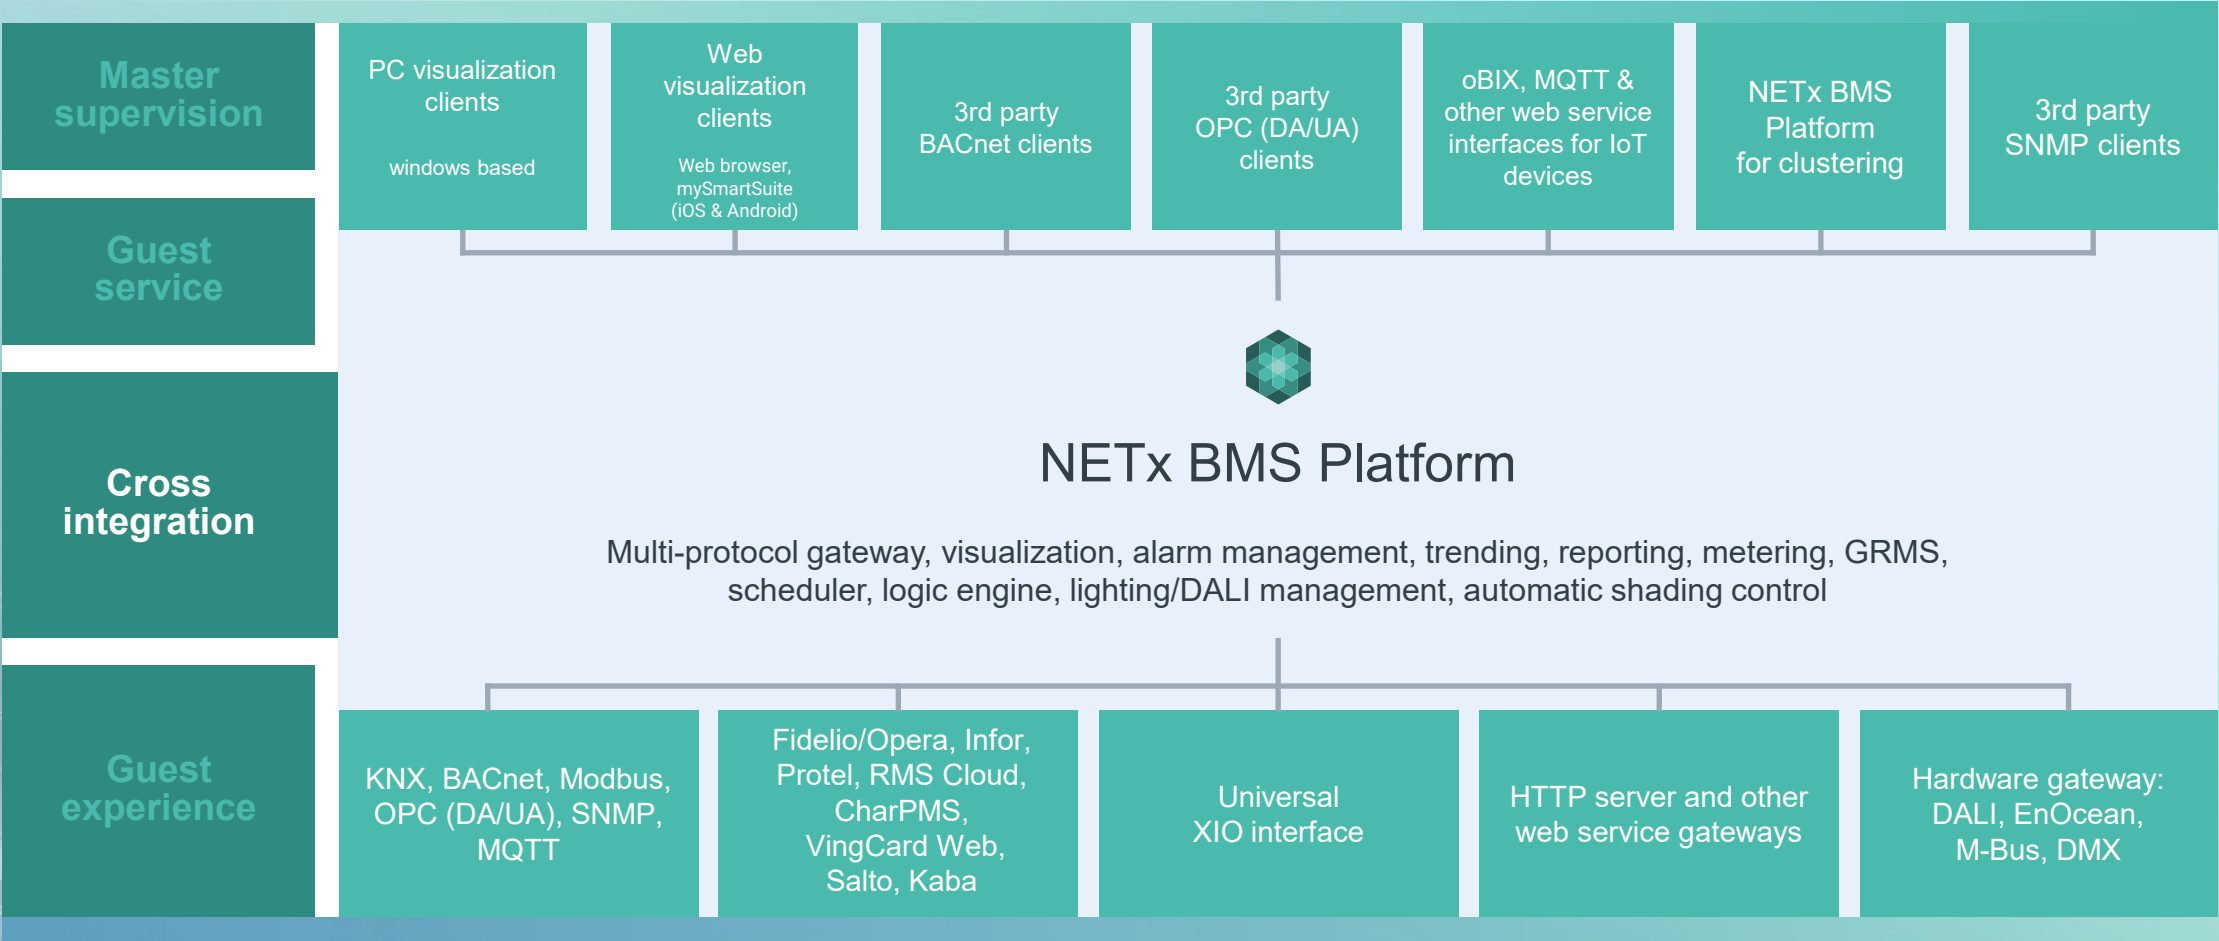 Master
supervision
Guest
service
Cross
integration
Guest
experience
PC visualization
clients
windows based
Web
visualization
clients
Web browser,
mySmartSuite
(iOS & Android)
3rd party
BACnet clients
3rd party
OPC (DA/UA)
clients
oBIX, MQTT &
other web service
interfaces for IoT
devices
NETx BMS
Platform
for clustering
3rd party
SNMP clients
NETx BMS Platform
Multi-protocol gateway, visualization, alarm management, trending, reporting, metering, GRMS,
scheduler, logic engine, lighting/DALI management, automatic shading control
KNX, BACnet, Modbus,
OPC (DA/UA), SNMP,
MQTT
Fidelio/Opera, Infor,
Protel, RMS Cloud,
CharPMS,
VingCard Web,
Salto, Kaba
Universal
XIO interface
HTTP server and other
web service gateways
Hardware gateway:
DALI, EnOcean,
M-Bus, DMX